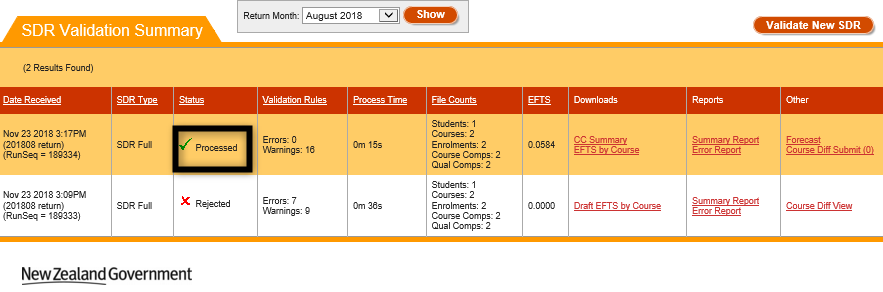 SDR Validation Summary
Return Month: August 2018 Show
Validate New SDR
(2 Results Found)
Date Received SDR Type Status Validation Rules Process Time File Counts EFTS Downloads Reports Other
Nov 23 2018 3:17PM
(201808 return)
(RunSeq = 189334)
SDR Full
Processed
Errors: 0
Warnings: 16
0m 15s
Students: 1
Courses: 2
Enrolments: 2
Course Comps: 2
Qual Comps: 2
0.0584
CC Summary
EFTS by Course
Summary Report
Error Report
Forecast
Course Diff Submit (0)
Nov 23 2018 3:09PM
(201808 return)
(RunSeq = 189333)
SDR Full
Rejected
Errors: 7
Warnings: 9
0m 36s
Students: 1
Courses: 2
Enrolments: 2
Course Comps: 2
Qual Comps: 2
0.0000
Draft EFTS by Course
Summary Report
Error Report
Course Diff View
New Zealand Government